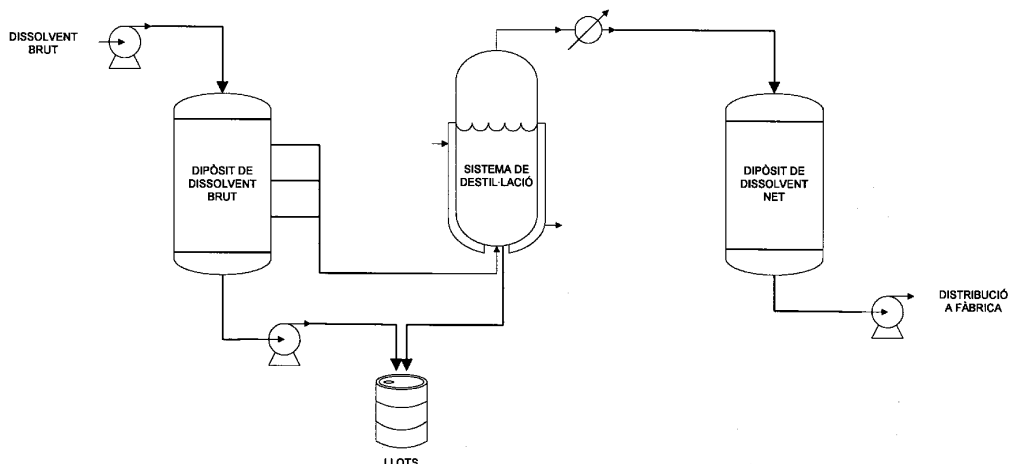 DISSOLVENT
BRUT
DIPÒSIT DE
DISSOLVENT
BRUT
SISTEMA DE
DESTIL·LACIÓ
DIPÒSIT DE
DISSOLVENT
NET
DISTRIBUCIÓ
A FÀBRICA
LLOTS